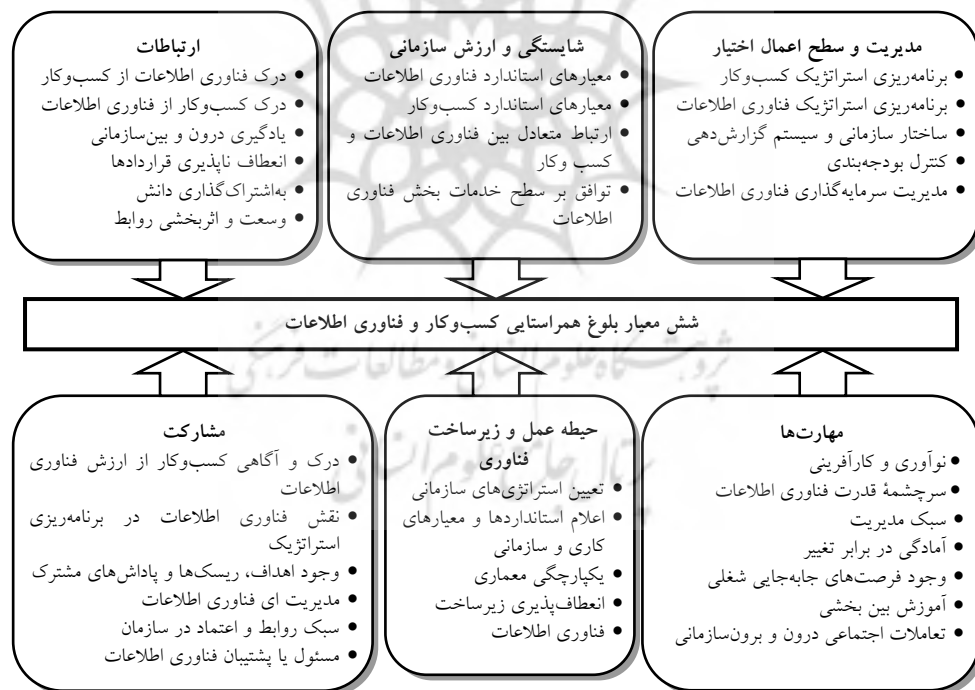 مدیریت و سطح اعمال اختیار
• برنامه‌ریزی استراتژیک کسب‌وکار
• برنامه‌ریزی استراتژیک فناوری اطلاعات
• ساختار سازمانی و سیستم گزارش‌دهی
• کنترل بودجه‌بندی
• مدیریت سرمایه‌گذاری فناوری اطلاعات
شایستگی و ارزش سازمانی
• معیارهای استاندارد فناوری اطلاعات
• معیارهای استاندارد کسب‌وکار
• ارتباط متعادل بین فناوری اطلاعات و
کسب وکار
• توافق بر سطح خدمات بخش فناوری
اطلاعات
ارتباطات
• درک فناوری اطلاعات از کسب‌وکار
• درک کسب‌وکار از فناوری اطلاعات
• یادگیری درون و بین‌سازمانی
• انعطاف ناپذیری قراردادها
• به‌اشتراک‌گذاری دانش
• وسعت و اثربخشی روابط
شش معیار بلوغ همراستایی کسب‌وکار و فناوری اطلاعات
پژوهشگاه علوم انسانی و مطالعات فرهنگی
پرتال جامع علوم انسانی
مهارت‌ها
• نوآوری و کارآفرینی
• سرچشمهٔ قدرت فناوری اطلاعات
• سبک مدیریت
• آمادگی در برابر تغییر
• وجود فرصت‌های جابه‌جایی شغلی
• آموزش بین بخشی
• تعاملات اجتماعی درون و برون‌سازمانی
حیطه عمل و زیرساخت
فناوری
• تعیین استراتژی‌های سازمانی
• اعلام استانداردها و معیارهای
کاری و سازمانی
• یکپارچگی معماری
• انعطاف‌پذیری زیرساخت
• فناوری اطلاعات
مشارکت
• درک و آگاهی کسب‌وکار از ارزش فناوری
اطلاعات
• نقش فناوری اطلاعات در برنامه‌ریزی
استراتژیک
• وجود اهداف، ریسک‌ها و پاداش‌های مشترک
• مدیریت ای فناوری اطلاعات
• سبک روابط و اعتماد در سازمان
• مسئول یا پشتیبان فناوری اطلاعات